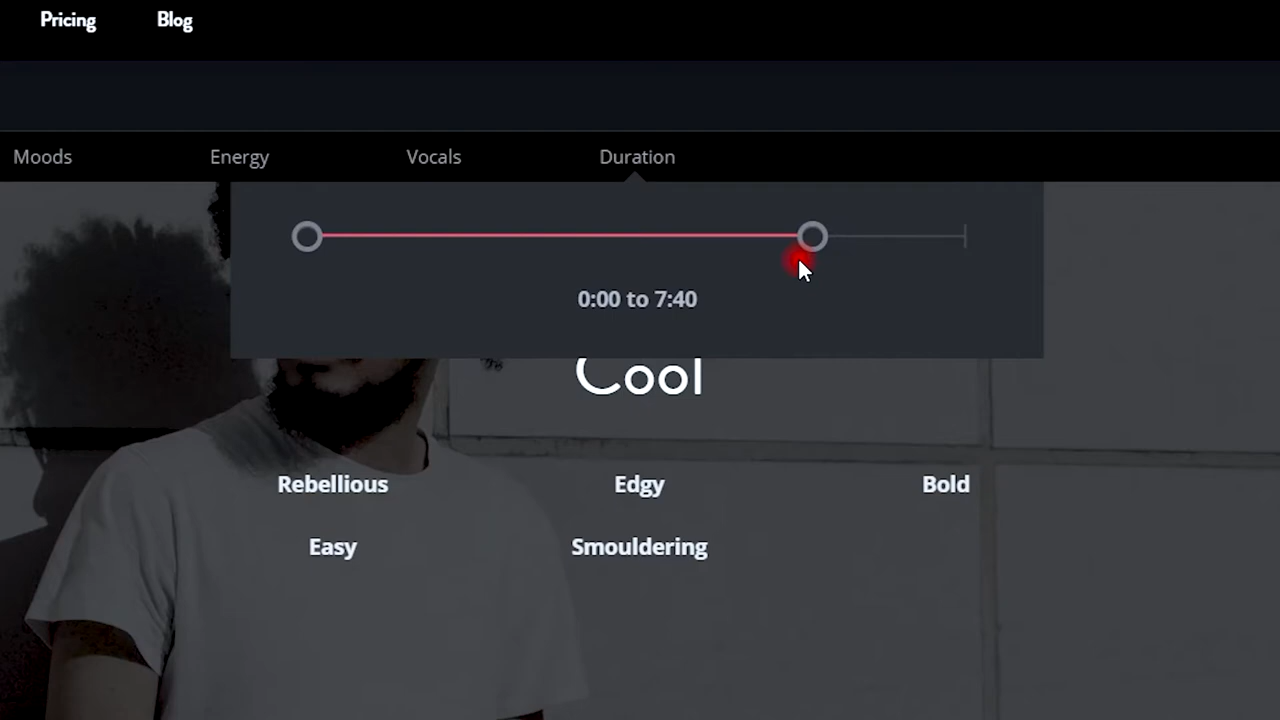 Pricing Blog
Moods Energy Vocals Duration
0:00 to 7:40
Cool
Rebellious Edgy Bold
Easy Smouldering